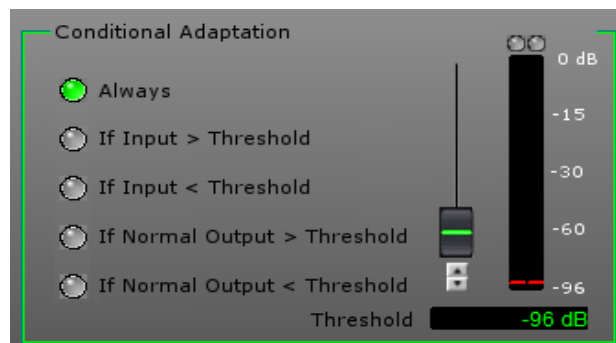 Conditional Adaptation
0 dB
Always
-15
If Input > Threshold
-30
If Input < Threshold
If Normal Output > Threshold
-60
If Normal Output < Threshold
-96
Threshold
-96 dB